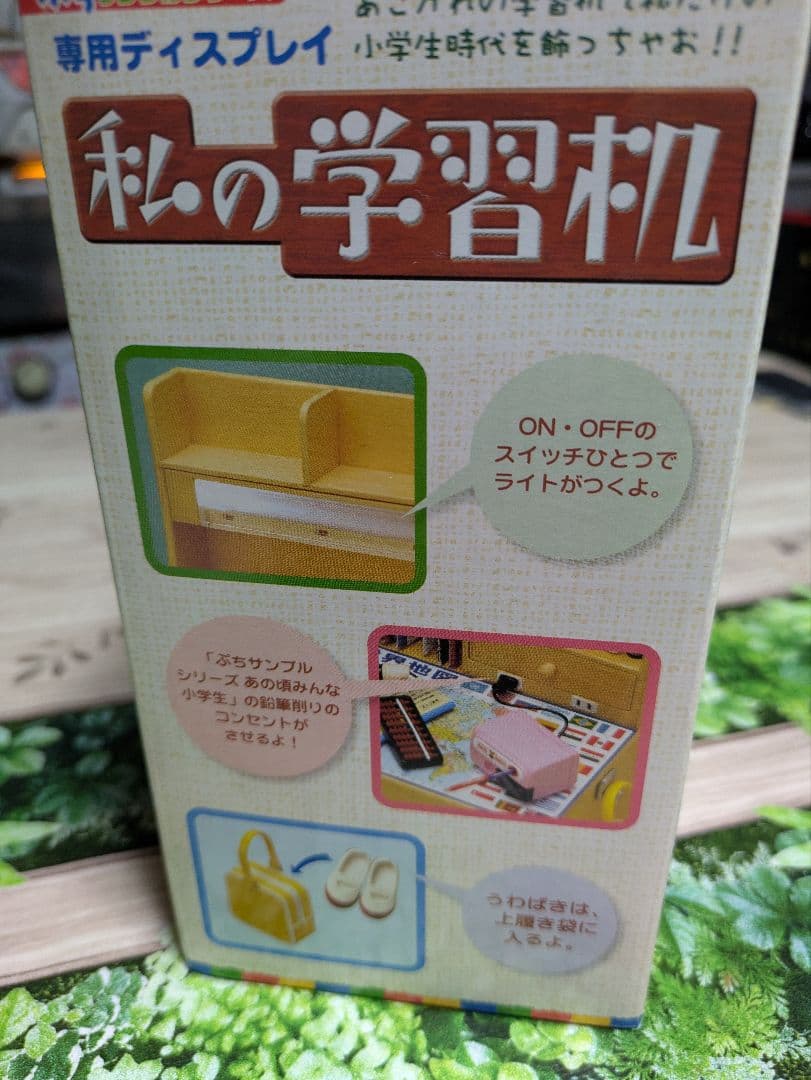 専用ディスプレイ
小学生時代を飾っちゃお!!
私の学習机
ON・OFFの
スイッチひとつで
ライトがつくよ。
「ぷちサンプル
シリーズ あの頃みんな
小学生」の鉛筆削りの
コンセントが
させるよ!
界地図
うわばきは、
上履き袋に
入るよ。